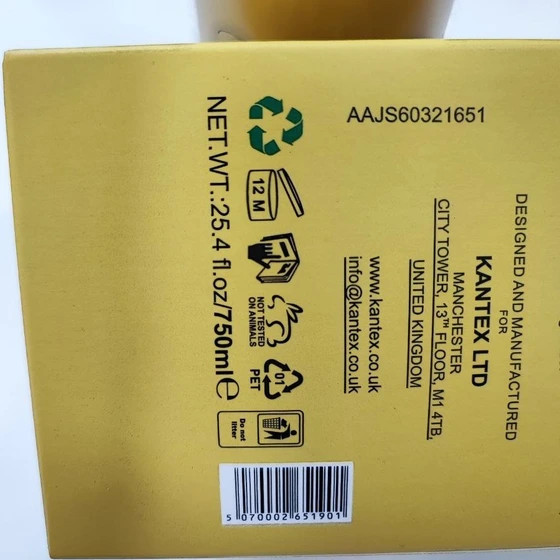 AAJS60321651
DESIGNED AND MANUFACTURED
FOR
KANTEX LTD
MANCHESTER
CITY TOWER, 13TH FLOOR, M1 4TB,
UNITED KINGDOM
www.kantex.co.uk
info@kantex.co.uk
12 M
NOT TESTED
ON ANIMALS
01
PET
Do not
litter
NET.WT.:25.4 fl.oz/750ml℮
5 070002 651901